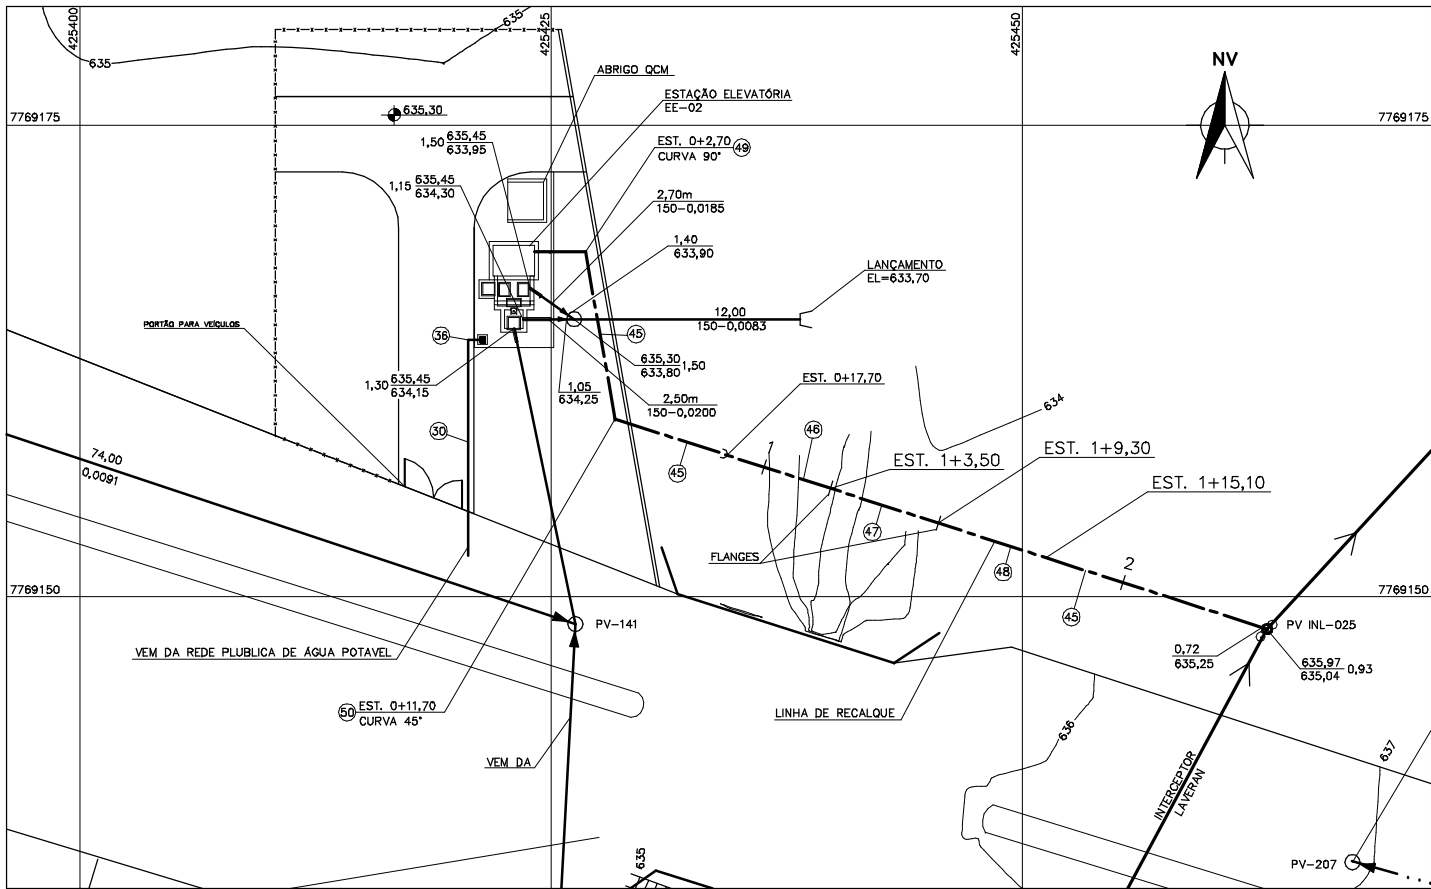 425400
635
425425
425450
635
NV
ABRIGO QCM
ESTAÇÃO ELEVATÓRIA
EE-02
635,30
7769175
7769175
1,50 635,45
633,95
EST. 0+2,70 49
CURVA 90°
1,15 635,45
634,30
2,70m
150-0,0185
1,40
633,90
LANÇAMENTO
EL=633,70
12,00
150-0,0083
PORTÃO PARA VEÍCULOS
36
45
635,30 1,50
633,80
1,30 635,45
634,15
1,05
634,25
2,50m
150-0,0200
EST. 0+17,70
634
30
46
74,00
0,0091
45
1
EST. 1+3,50
EST. 1+9,30
EST. 1+15,10
47
FLANGES
48
2
7769150
7769150
45
PV-141
PV INL-025
VEM DA REDE PLUBLICA DE ÁGUA POTAVEL
0,72
635,25
635,97 0,93
635,04
50 EST. 0+11,70
CURVA 45°
LINHA DE RECALQUE
VEM DA
636
637
INTERCEPTOR
LAVERAN
635
PV-207